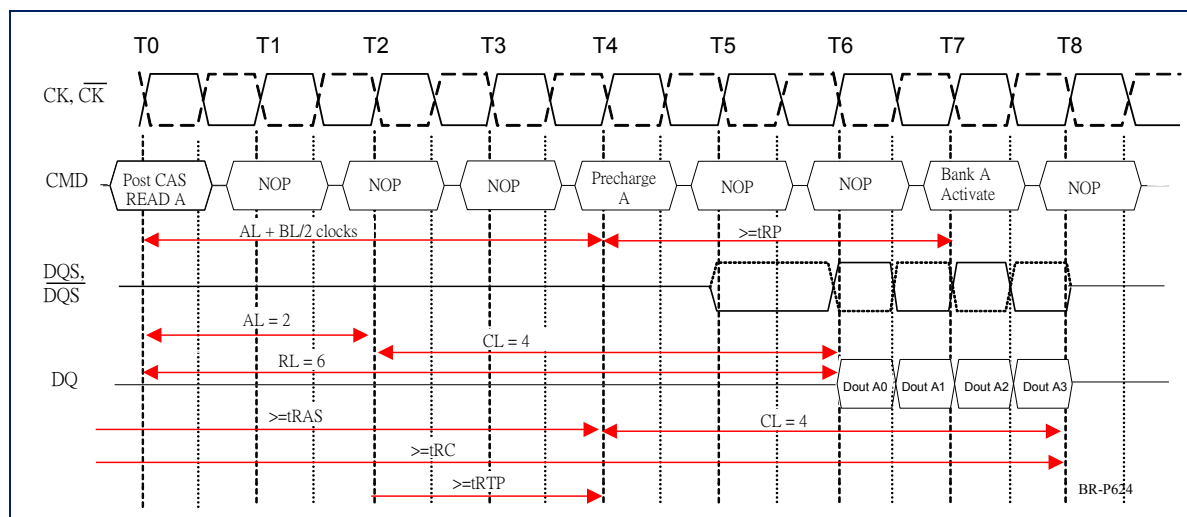 T0 T1 T2 T3 T4 T5 T6 T7 T8
CK, CK
CMD
Post CAS
READ A
NOP
NOP
NOP
Precharge
A
NOP
NOP
Bank A
Activate
NOP
AL + BL/2 clocks
>=tRP
DQS,
DQS
AL = 2
CL = 4
RL = 6
DQ
Dout A0 Dout A1 Dout A2 Dout A3
>=tRAS
CL = 4
>=tRC
>=tRTP
BR-P624